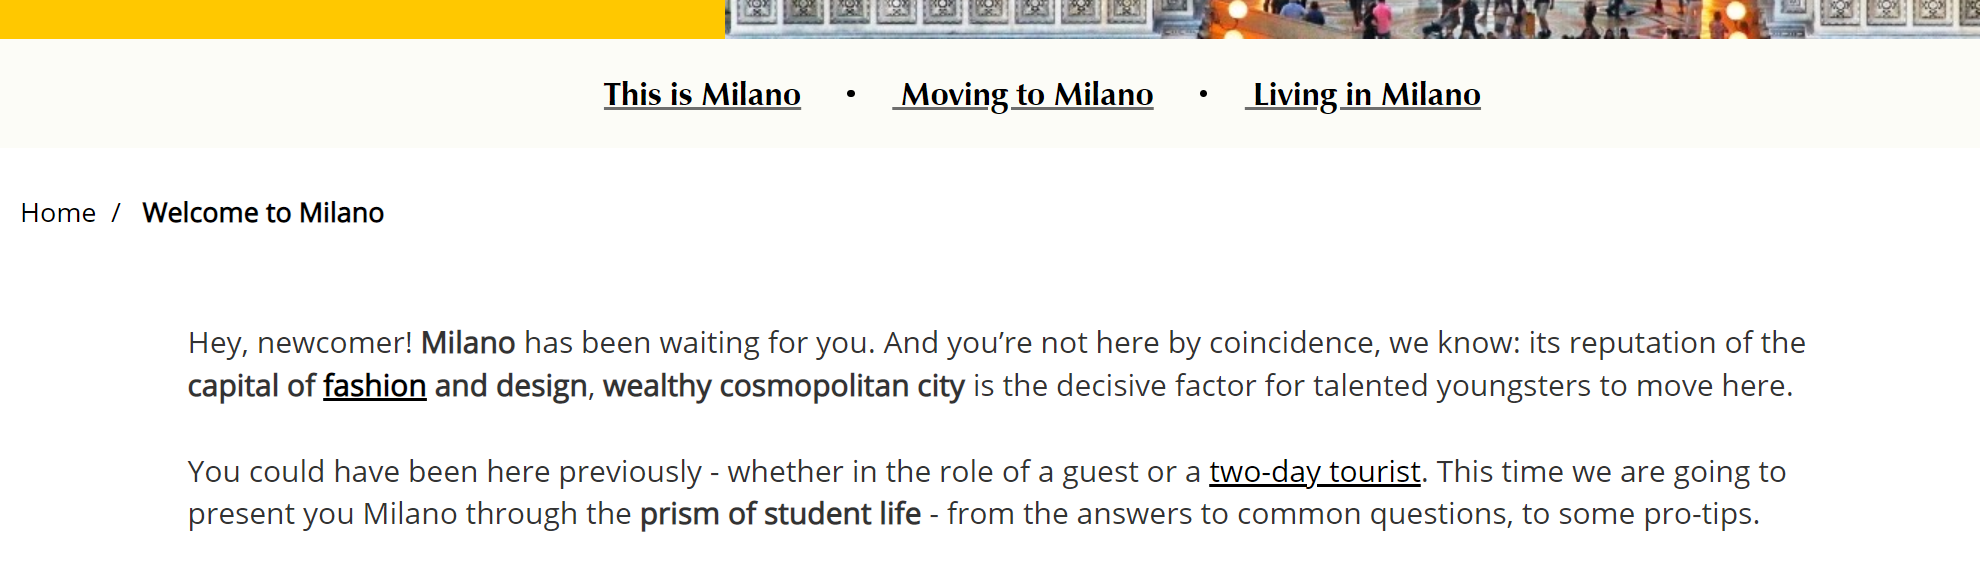 This is Milano • Moving to Milano • Living in Milano
Home / Welcome to Milano
Hey, newcomer! Milano has been waiting for you. And you’re not here by coincidence, we know: its reputation of the
capital of fashion and design, wealthy cosmopolitan city is the decisive factor for talented youngsters to move here.
You could have been here previously - whether in the role of a guest or a two-day tourist. This time we are going to
present you Milano through the prism of student life - from the answers to common questions, to some pro-tips.